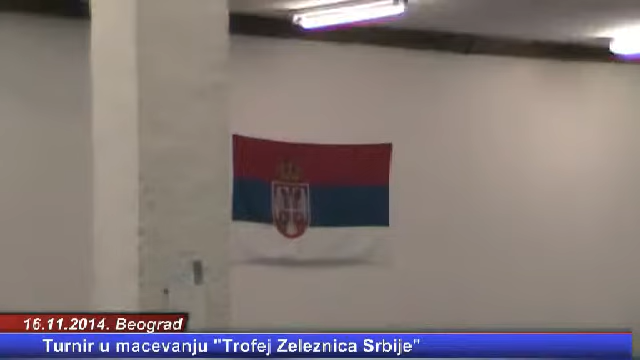 16.11.2014. Beograd
Turnir u macevanju "Trofej Zeleznica Srbije"